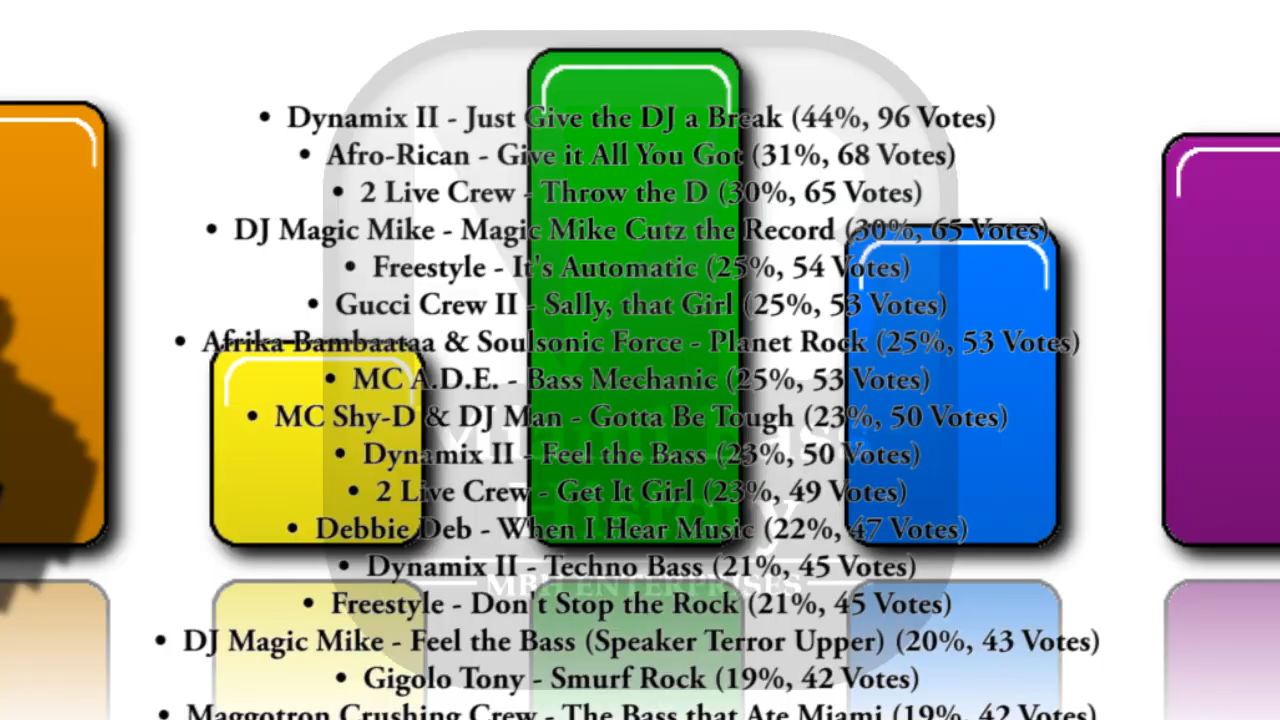 • Dynamix II - Just Give the DJ a Break (44%, 96 Votes)
• Afro-Rican - Give it All You Got (31%, 68 Votes)
• 2 Live Crew - Throw the D (30%, 65 Votes)
• DJ Magic Mike - Magic Mike Cutz the Record (30%, 65 Votes)
• Freestyle - It's Automatic (25%, 54 Votes)
• Gucci Crew II - Sally, that Girl (25%, 53 Votes)
• Afrika Bambaataa & Soulsonic Force - Planet Rock (25%, 53 Votes)
• MC A.D.E. - Bass Mechanic (25%, 53 Votes)
• MC Shy-D & DJ Man - Gotta Be Tough (23%, 50 Votes)
• Dynamix II - Feel the Bass (23%, 50 Votes)
• 2 Live Crew - Get It Girl (23%, 49 Votes)
• Debbie Deb - When I Hear Music (22%, 47 Votes)
• Dynamix II - Techno Bass (21%, 45 Votes)
MBH ENTERPRISES
• Freestyle - Don't Stop the Rock (21%, 45 Votes)
• DJ Magic Mike - Feel the Bass (Speaker Terror Upper) (20%, 43 Votes)
• Gigolo Tony - Smurf Rock (19%, 42 Votes)
• Maggotron Crushing Crew - The Bass that Ate Miami (19%, 42 Votes)